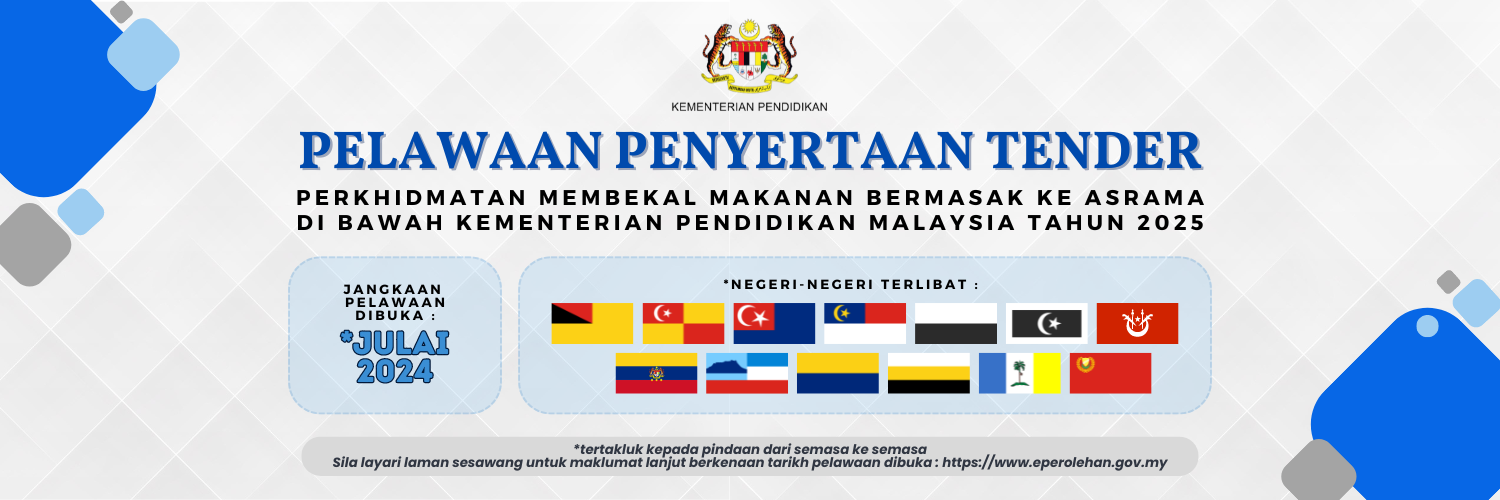 KEMENTERIAN PENDIDIKAN
PELAWAAN PENYERTAAN TENDER
PERKHIDMATAN MEMBEKAL MAKANAN BERMASAK KE ASRAMA
DI BAWAH KEMENTERIAN PENDIDIKAN MALAYSIA TAHUN 2025
JANGKAAN
PELAWAAN
DIBUKA :
*JULAI
2024
*NEGERI-NEGERI TERLIBAT :
*tertakluk kepada pindaan dari semasa ke semasa
Sila layari laman sesawang untuk maklumat lanjut berkenaan tarikh pelawaan dibuka : https://www.eperolehan.gov.my